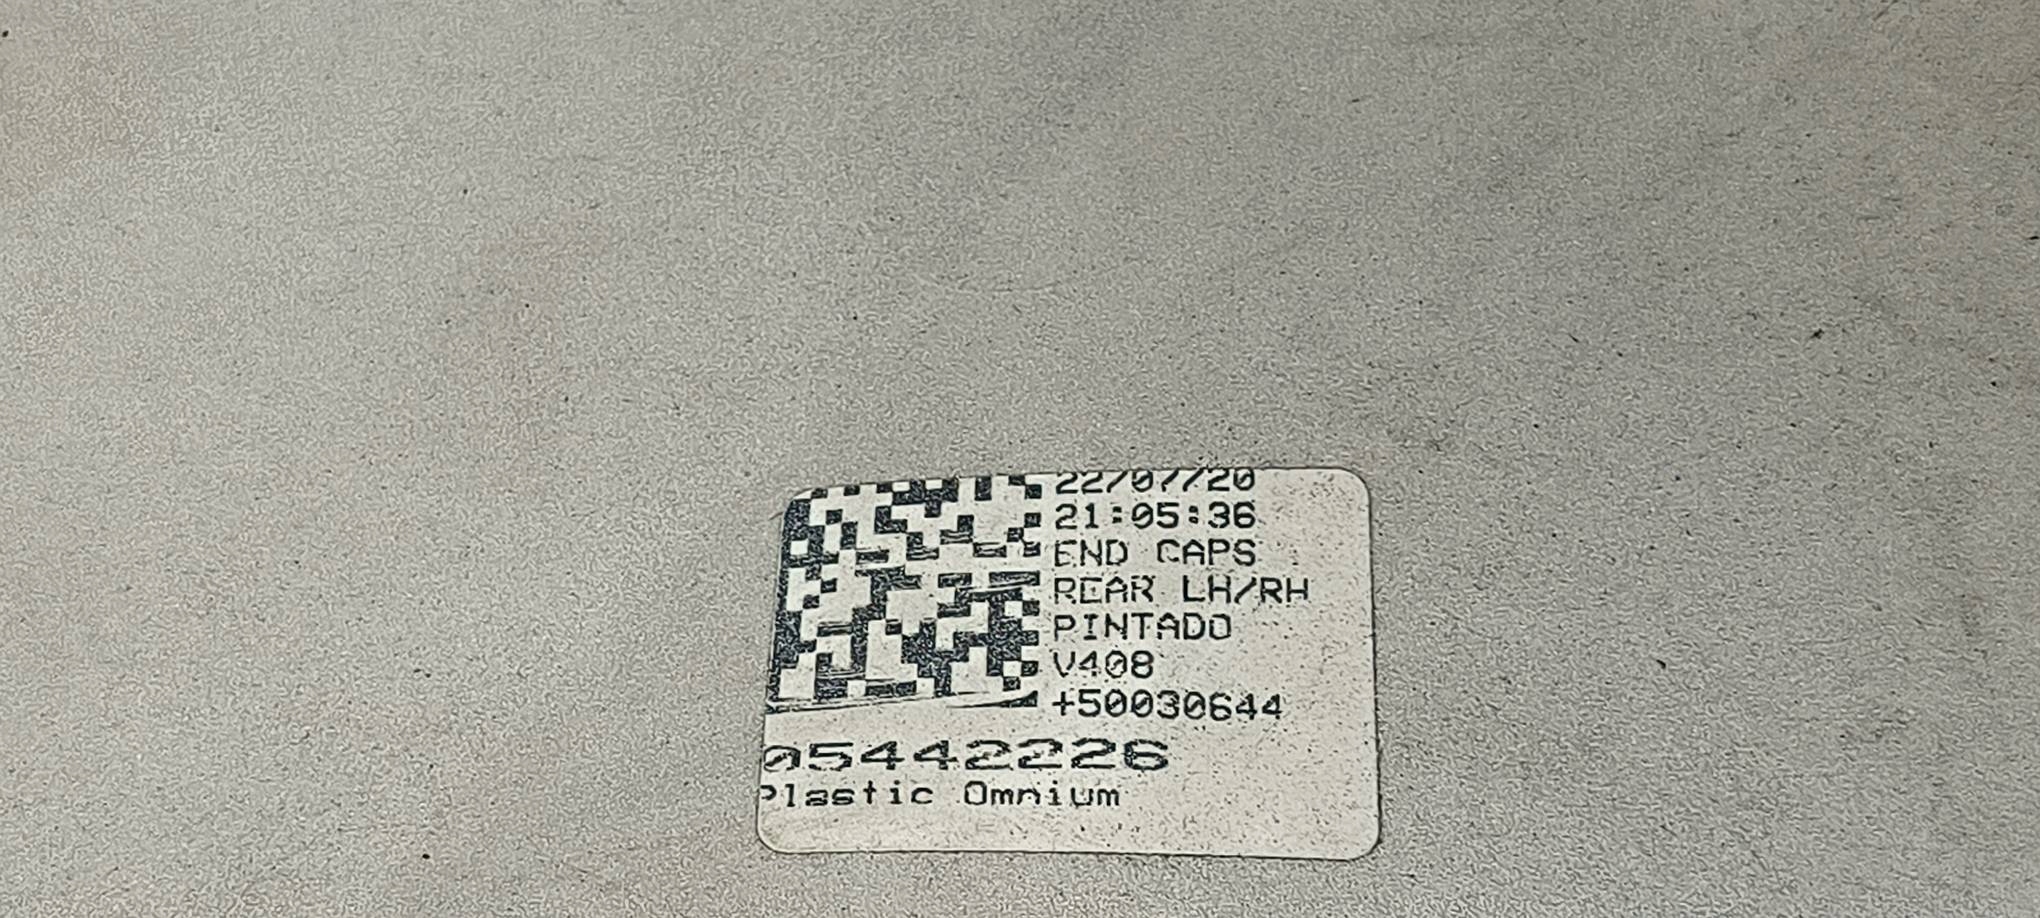 22/07/20
21:05:36
END CAPS
REAR LH/RH
PINTADO
V408
+50030644
05442226
Plastic Omnium